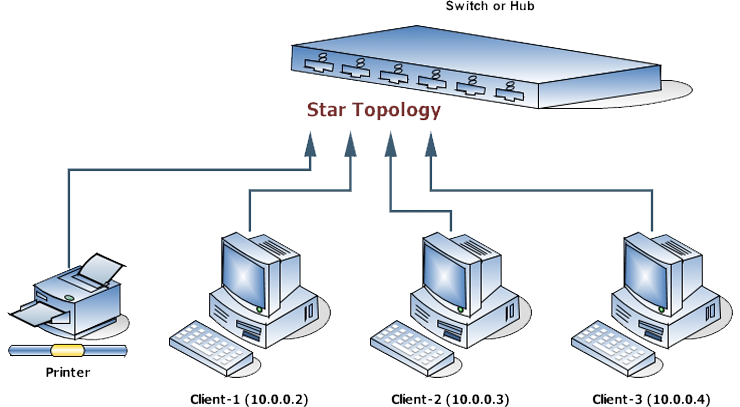 Switch or Hub
Star Topology
Printer
Client-1 (10.0.0.2)
Client-2 (10.0.0.3)
Client-3 (10.0.0.4)